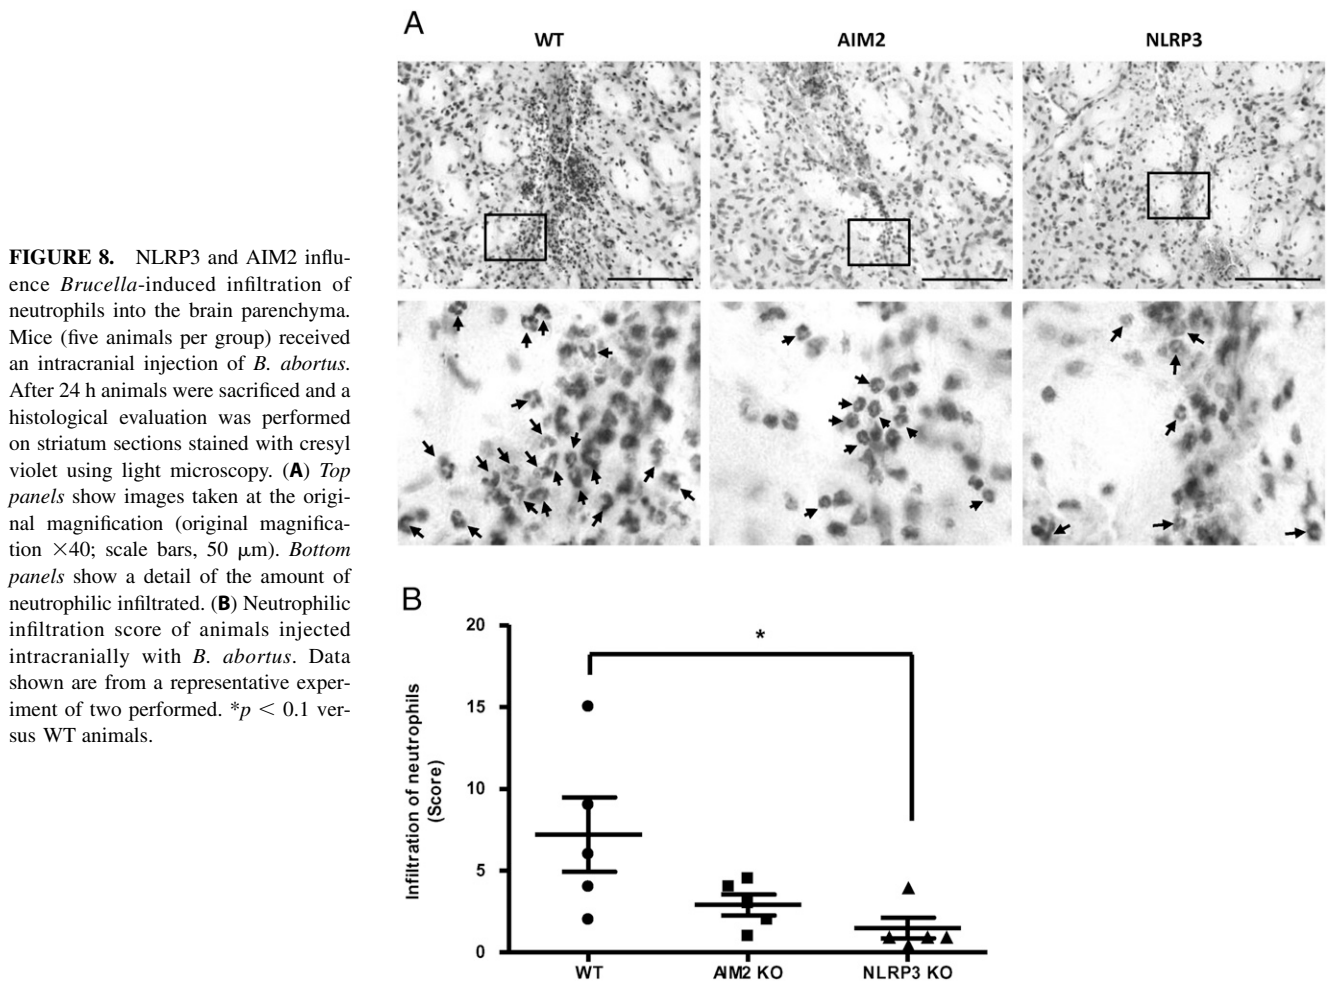 FIGURE 8. NLRP3 and AIM2 influ-
ence Brucella-induced infiltration of
neutrophils into the brain parenchyma.
Mice (five animals per group) received
an intracranial injection of B. abortus.
After 24 h animals were sacrificed and a
histological evaluation was performed
on striatum sections stained with cresyl
violet using light microscopy. (A) Top
panels show images taken at the origi-
nal magnification (original magnifica-
tion ×40; scale bars, 50 μm). Bottom
panels show a detail of the amount of
neutrophilic infiltrated. (B) Neutrophilic
infiltration score of animals injected
intracranially with B. abortus. Data
shown are from a representative exper-
iment of two performed. *p < 0.1 ver-
sus WT animals.
A
WT AIM2 NLRP3
B
Infiltration of neutrophils
(Score)
20
15
10
5
0
*
WT AIM2 KO NLRP3 KO